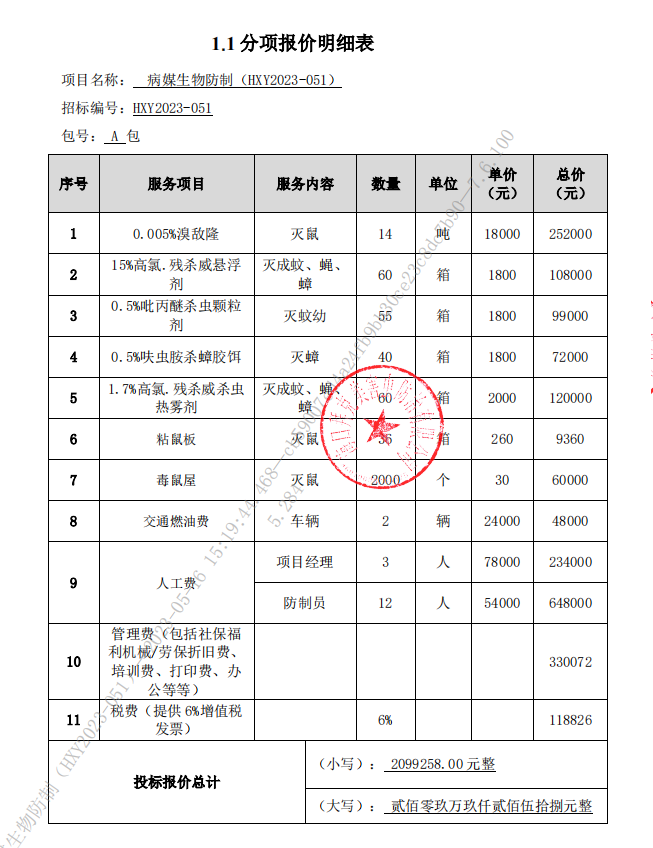 1.1 分项报价明细表
项目名称： 病媒生物防制（HXY2023-051）
招标编号：HXY2023-051
包号： A 包
序号 服务项目 服务内容 数量 单位 单价（元） 总价（元）
1 0.005%溴敌隆 灭鼠 14 吨 18000 252000
2 15%高氯.残杀威悬浮剂 灭成蚊、蝇、蟑 60 箱 1800 108000
3 0.5%吡丙醚杀虫颗粒剂 灭蚊幼 55 箱 1800 99000
4 0.5%呋虫胺杀蟑胶饵 灭蟑 40 箱 1800 72000
5 1.7%高氯.残杀威杀虫热雾剂 灭成蚊、蝇、蟑 60 箱 2000 120000
6 粘鼠板 灭鼠 36 箱 260 9360
7 毒鼠屋 灭鼠 2000 个 30 60000
8 交通燃油费 车辆 2 辆 24000 48000
9 人工费 项目经理 3 人 78000 234000
防制员 12 人 54000 648000
10 管理费（包括社保福利机械/劳保折旧费、培训费、打印费、办公等等） 330072
11 税费（提供 6%增值税发票） 6% 118826
投标报价总计
（小写）： 2099258.00 元整
（大写）： 贰佰零玖万玖仟贰佰伍拾捌元整